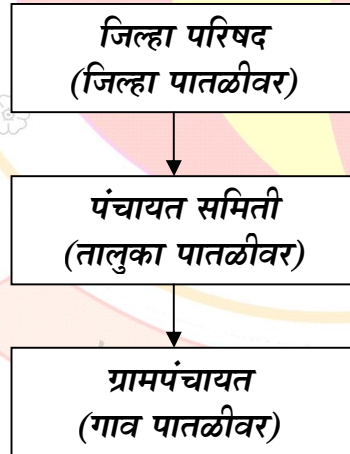 जिल्हा परिषद
(जिल्हा पातळीवर)
पंचायत समिती
(तालुका पातळीवर)
ग्रामपंचायत
(गाव पातळीवर)